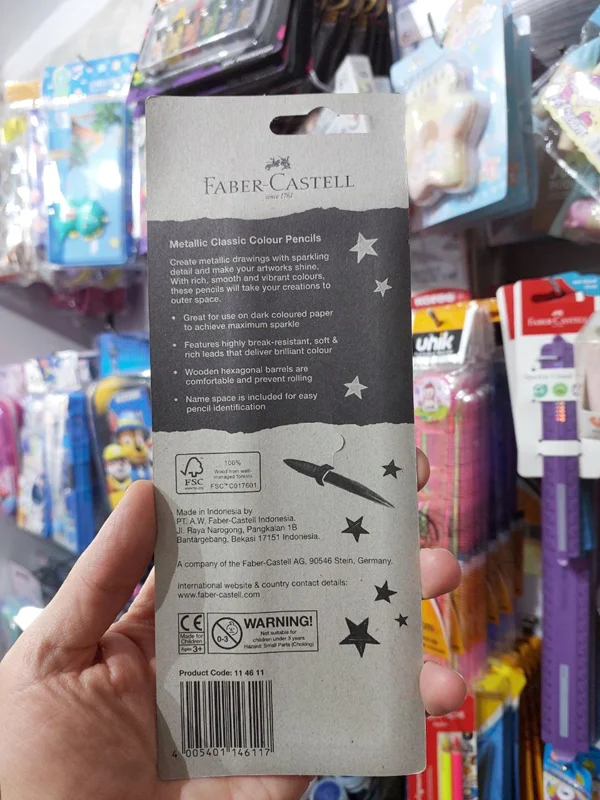 FABER-CASTELL
since 1761
Metallic Classic Colour Pencils
Create metallic drawings with sparkling
detail and make your artworks shine.
With rich, smooth and vibrant colours,
these pencils will take your creations to
outer space.
• Great for use on dark coloured paper
to achieve maximum sparkle
• Features highly break-resistant, soft &
rich leads that deliver brilliant colour
• Wooden hexagonal barrels are
comfortable and prevent rolling
• Name space is included for easy
pencil identification
FSC
100%
Wood from well-
managed forests
FSC™ C017601
Made in Indonesia by
PT. A.W. Faber-Castell Indonesia.
Jl. Raya Narogong, Pangkalan 1B
Bantargebang, Bekasi 17151 Indonesia.
A company of the Faber-Castell AG, 90546 Stein, Germany.
International website & country contact details:
www.faber-castell.com
CE
Made for
Children
Ages 3+
0-3
WARNING!
Not suitable for
children under 3 years
Hazard: Small Parts (Choking)
Product Code: 11 46 11
4 005401 146117
uhik
FABER-CASTELL